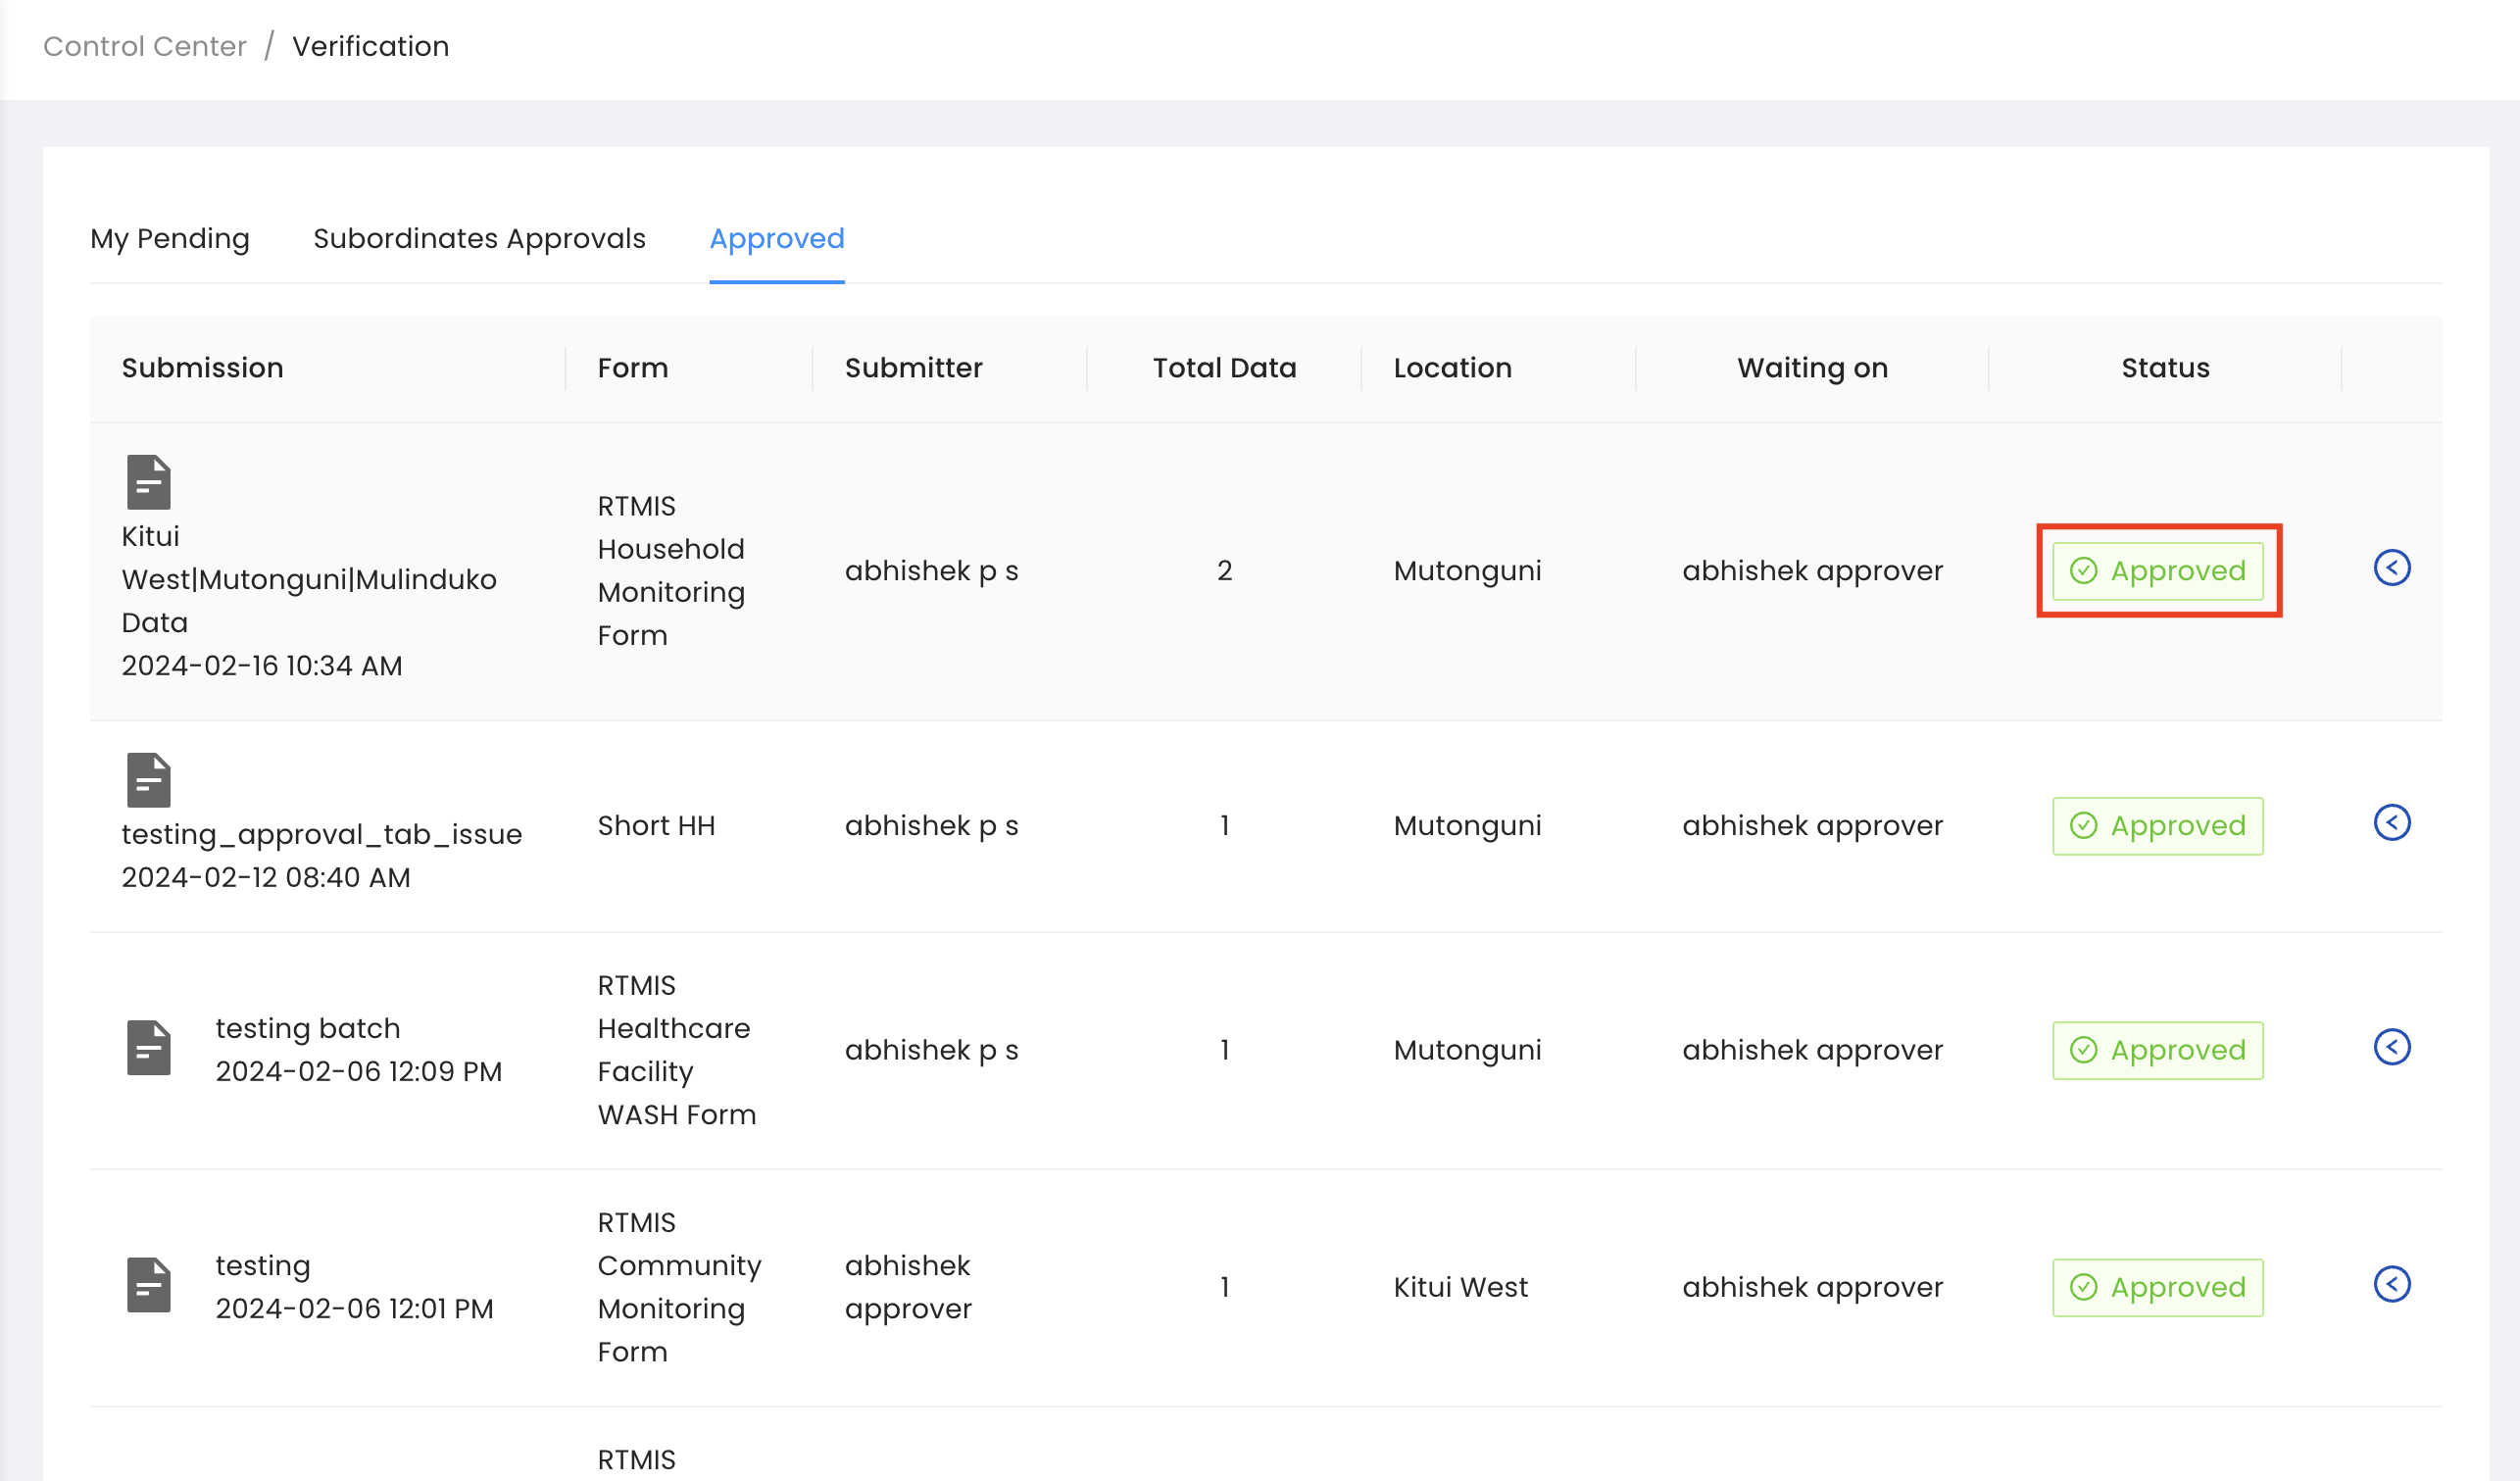 Control Center / Verification
My Pending Subordinates Approvals Approved
Submission Form Submitter Total Data Location Waiting on Status
Kitui
West|Mutonguni|Mulinduko
Data
2024-02-16 10:34 AM
RTMIS
Household
Monitoring
Form
abhishek p s
2
Mutonguni
abhishek approver
Approved
testing_approval_tab_issue
2024-02-12 08:40 AM
Short HH
abhishek p s
1
Mutonguni
abhishek approver
Approved
testing batch
2024-02-06 12:09 PM
RTMIS
Healthcare
Facility
WASH Form
abhishek p s
1
Mutonguni
abhishek approver
Approved
testing
2024-02-06 12:01 PM
RTMIS
Community
Monitoring
Form
abhishek
approver
1
Kitui West
abhishek approver
Approved
RTMIS